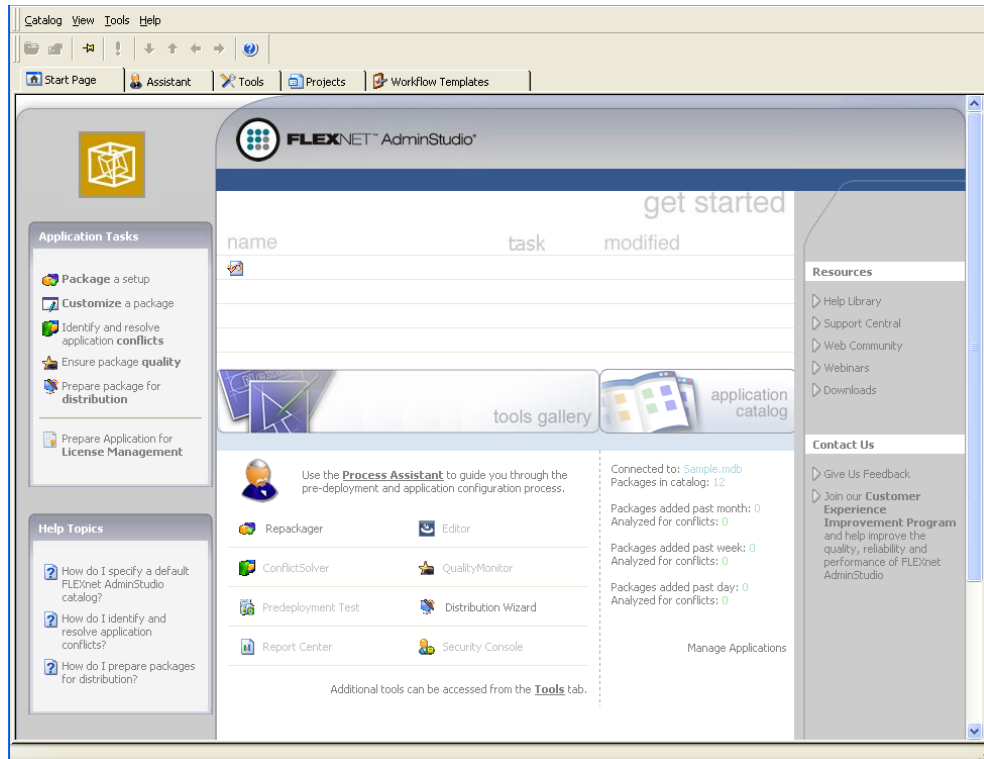 Catalog View Tools Help
Start Page Assistant Tools Projects Workflow Templates
FLEXNET™ AdminStudio®
get started
name task modified
Application Tasks
Package a setup
Customize a package
Identify and resolve
application conflicts
Ensure package quality
Prepare package for
distribution
Prepare Application for
License Management
Help Topics
How do I specify a default
FLEXnet AdminStudio
catalog?
How do I identify and
resolve application
conflicts?
How do I prepare packages
for distribution?
tools gallery
application
catalog
Use the Process Assistant to guide you through the
pre-deployment and application configuration process.
Repackager Editor
ConflictSolver QualityMonitor
Predeployment Test Distribution Wizard
Report Center Security Console
Additional tools can be accessed from the Tools tab.
Connected to: Sample.mdb
Packages in catalog: 12
Packages added past month: 0
Analyzed for conflicts: 0
Packages added past week: 0
Analyzed for conflicts: 0
Packages added past day: 0
Analyzed for conflicts: 0
Manage Applications
Resources
Help Library
Support Central
Web Community
Webinars
Downloads
Contact Us
Give Us Feedback
Join our Customer
Experience
Improvement Program
and help improve the
quality, reliability and
performance of FLEXnet
AdminStudio